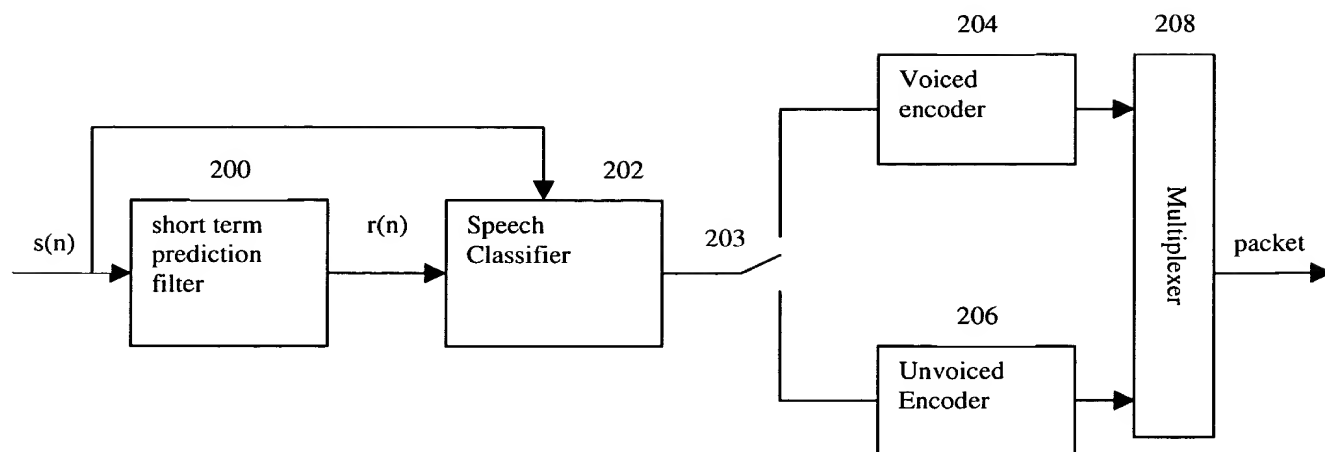 204
208
Voiced
encoder
200
202
s(n)
short term
prediction
filter
r(n)
Speech
Classifier
203
Multiplexer
packet
206
Unvoiced
Encoder